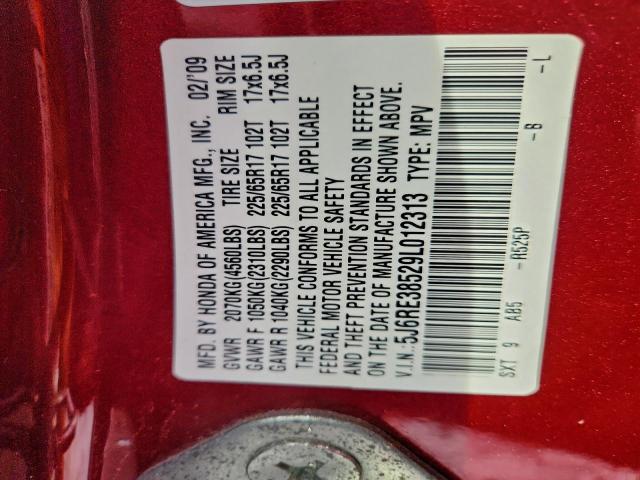 MFD. BY HONDA OF AMERICA MFG., INC. 02/'09
GVWR 2070KG(4560LBS) TIRE SIZE RIM SIZE
GAWR F 1050KG(2310LBS) 225/65R17 102T 17x6.5J
GAWR R 1040KG(2290LBS) 225/65R17 102T 17x6.5J
THIS VEHICLE CONFORMS TO ALL APPLICABLE
FEDERAL MOTOR VEHICLE SAFETY
AND THEFT PREVENTION STANDARDS IN EFFECT
ON THE DATE OF MANUFACTURE SHOWN ABOVE.
V.I.N.: 5J6RE38529L012313 TYPE: MPV
SXT 9 AB5 -R525P -B -L